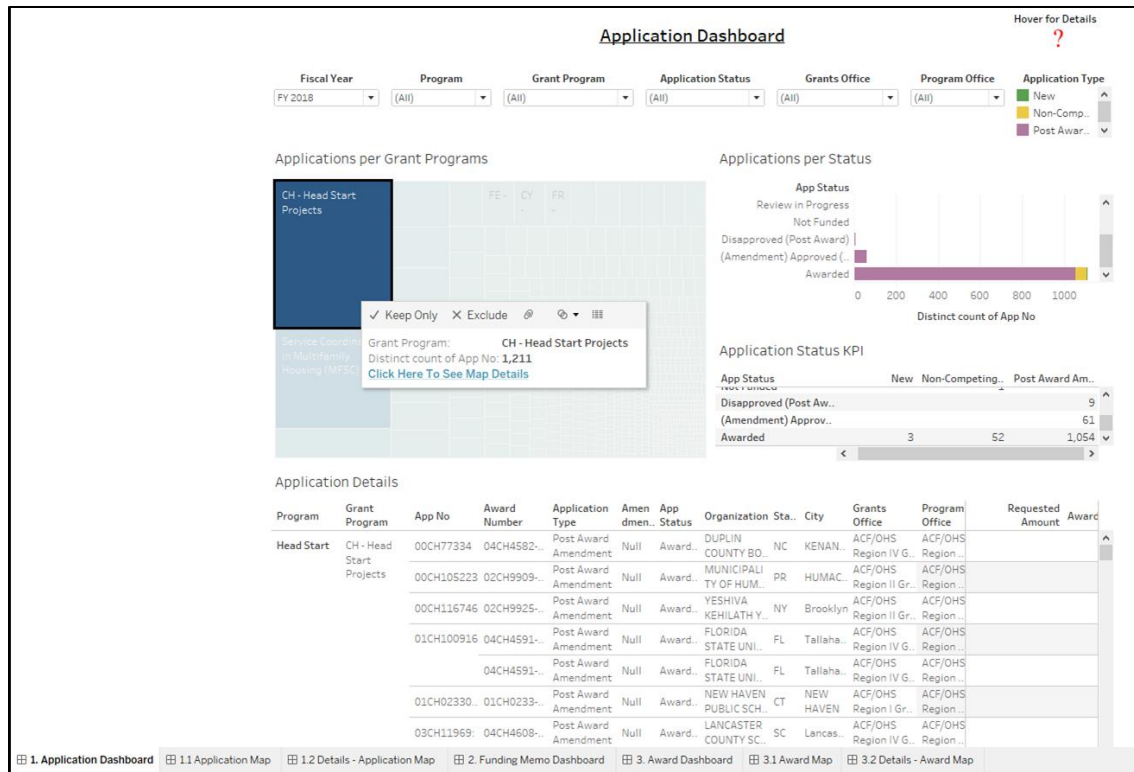 Hover for Details
Application Dashboard
?
Fiscal Year Program Grant Program Application Status Grants Office Program Office Application Type
FY 2018 (All) (All) (All) (All) (All) New
Non-Comp..
Post Awar..
Applications per Grant Programs
CH - Head Start
Projects
FE - CY FR
- -
Service Coordina
in Multifamily
Housing (MFSC)
Keep Only Exclude
Grant Program: CH - Head Start Projects
Distinct count of App No: 1,211
Click Here To See Map Details
Applications per Status
App Status
Review in Progress
Not Funded
Disapproved (Post Award)
(Amendment) Approved (..
Awarded
0 200 400 600 800 1000
Distinct count of App No
Application Status KPI
App Status New Non-Competing.. Post Award Am..
Not Funded 1
Disapproved (Post Aw.. 9
(Amendment) Approv.. 61
Awarded 3 52 1,054
Application Details
Program Grant Program App No Award Number Application Type Amen dmen.. App Status Organization Sta.. City Grants Office Program Office Requested Amount Award
Head Start CH - Head Start Projects 00CH77334 04CH4582-.. Post Award Amendment Null Award.. DUPLIN COUNTY BO.. NC KENAN.. ACF/OHS Region IV G.. ACF/OHS Region ..
00CH105223 02CH9909-.. Post Award Amendment Null Award.. MUNICIPALI TY OF HUM.. PR HUMAC.. ACF/OHS Region II Gr.. ACF/OHS Region ..
00CH116746 02CH9925-.. Post Award Amendment Null Award.. YESHIVA KEHILATH Y.. NY Brooklyn ACF/OHS Region II Gr.. ACF/OHS Region ..
01CH100916 04CH4591-.. Post Award Amendment Null Award.. FLORIDA STATE UNI.. FL Tallaha.. ACF/OHS Region IV G.. ACF/OHS Region ..
04CH4591-.. Post Award Amendment Null Award.. FLORIDA STATE UNI.. FL Tallaha.. ACF/OHS Region IV G.. ACF/OHS Region ..
01CH02330.. 01CH0233-.. Post Award Amendment Null Award.. NEW HAVEN PUBLIC SCH.. CT NEW HAVEN ACF/OHS Region I Gr.. ACF/OHS Region ..
03CH11969: 04CH4608-.. Post Award Amendment Null Award.. LANCASTER COUNTY SC.. SC Lancas.. ACF/OHS Region IV G.. ACF/OHS Region ..
1. Application Dashboard 1.1 Application Map 1.2 Details - Application Map 2. Funding Memo Dashboard 3. Award Dashboard 3.1 Award Map 3.2 Details - Award Map